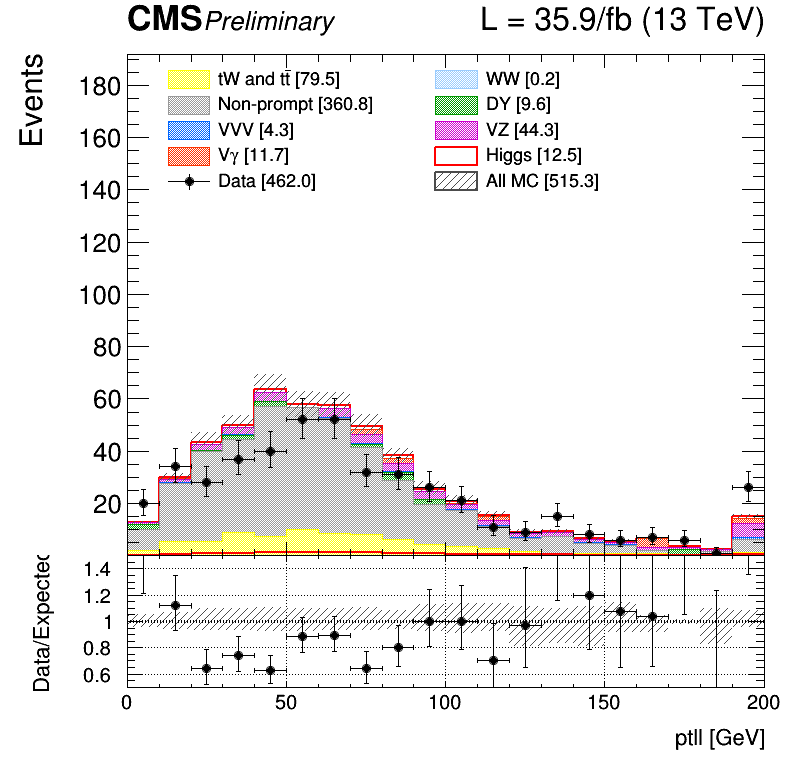 CMS Preliminary L = 35.9/fb (13 TeV)
Events
tW and tt̄ [79.5] WW [0.2]
Non-prompt [360.8] DY [9.6]
VVV [4.3] VZ [44.3]
Vγ [11.7] Higgs [12.5]
Data [462.0] All MC [515.3]
180
160
140
120
100
80
60
40
20
Data/Expected
1.4
1.2
1
0.8
0.6
0 50 100 150 200
ptll [GeV]